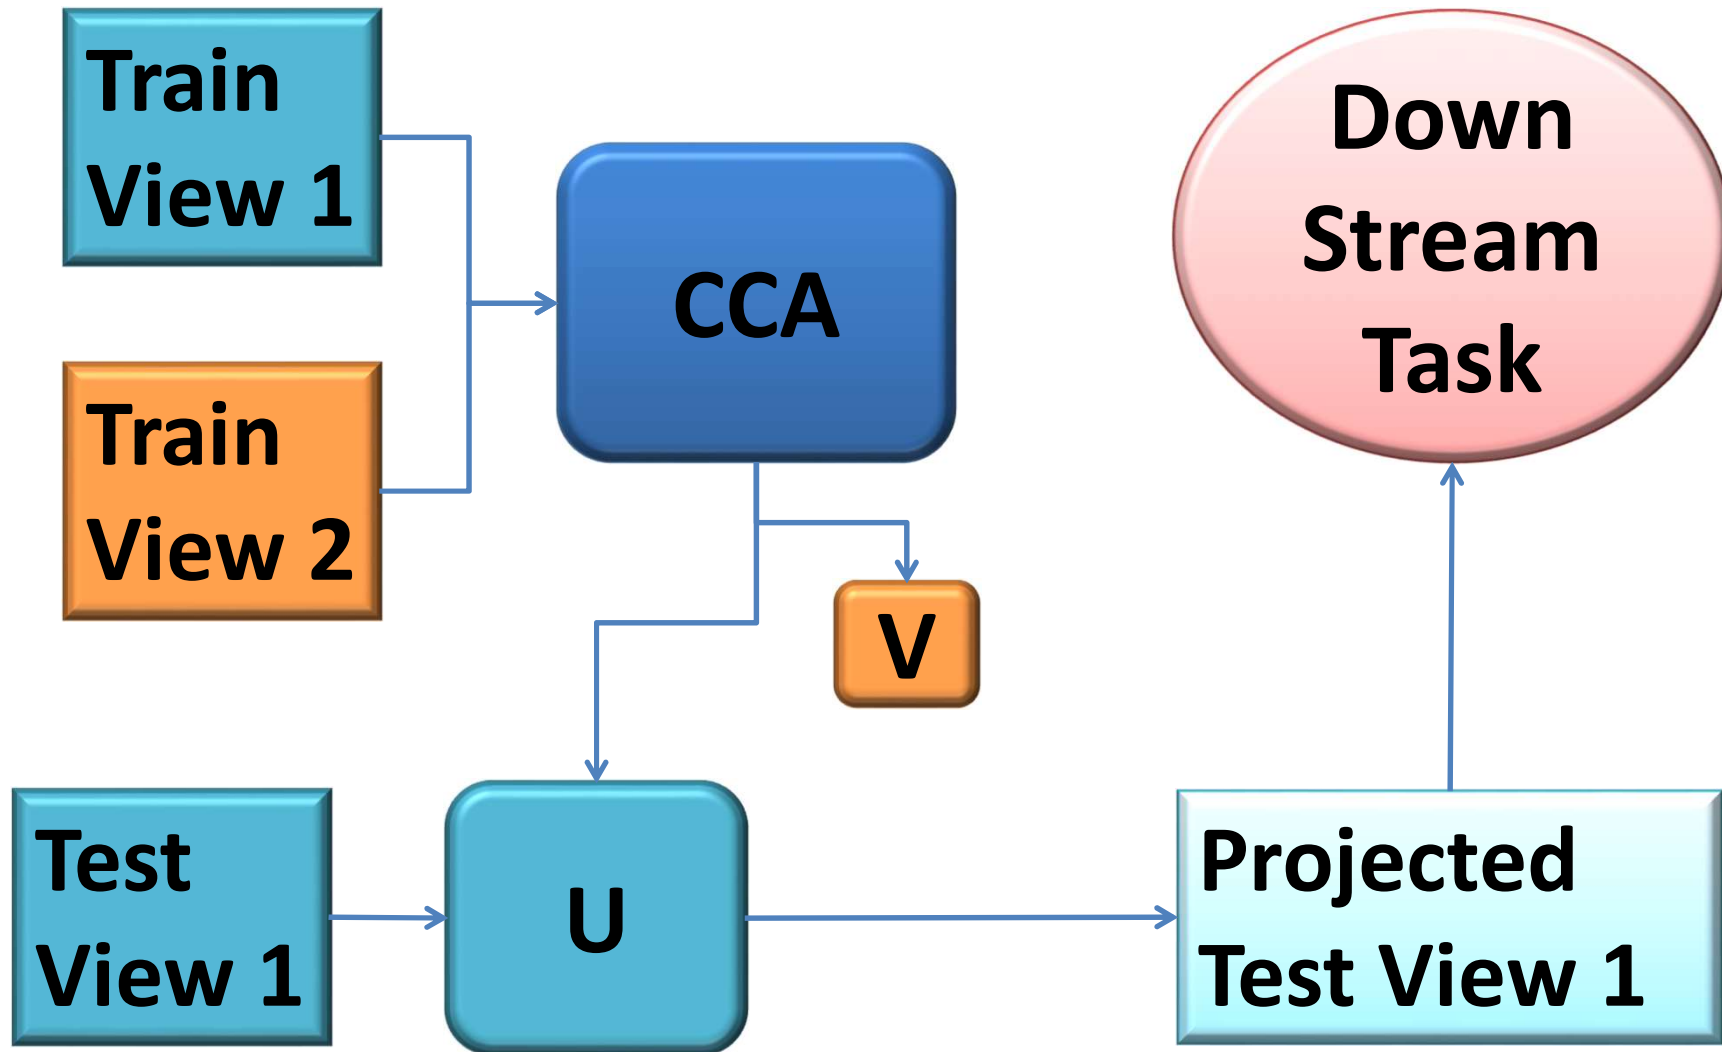 Train
View 1
Train
View 2
CCA
Down
Stream
Task
V
Test
View 1
U
Projected
Test View 1